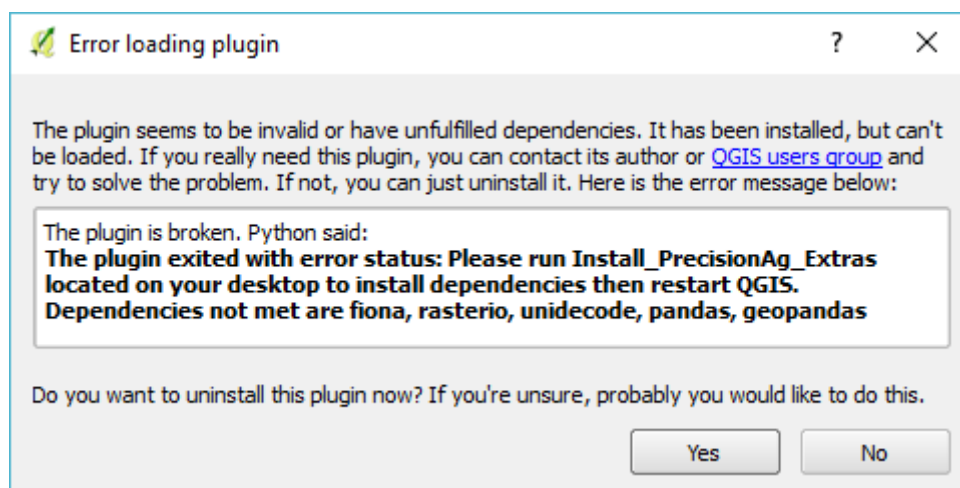 Error loading plugin
?
The plugin seems to be invalid or have unfulfilled dependencies. It has been installed, but can't
be loaded. If you really need this plugin, you can contact its author or QGIS users group and
try to solve the problem. If not, you can just uninstall it. Here is the error message below:
The plugin is broken. Python said:
The plugin exited with error status: Please run Install_PrecisionAg_Extras
located on your desktop to install dependencies then restart QGIS.
Dependencies not met are fiona, rasterio, unidecode, pandas, geopandas
Do you want to uninstall this plugin now? If you're unsure, probably you would like to do this.
Yes
No